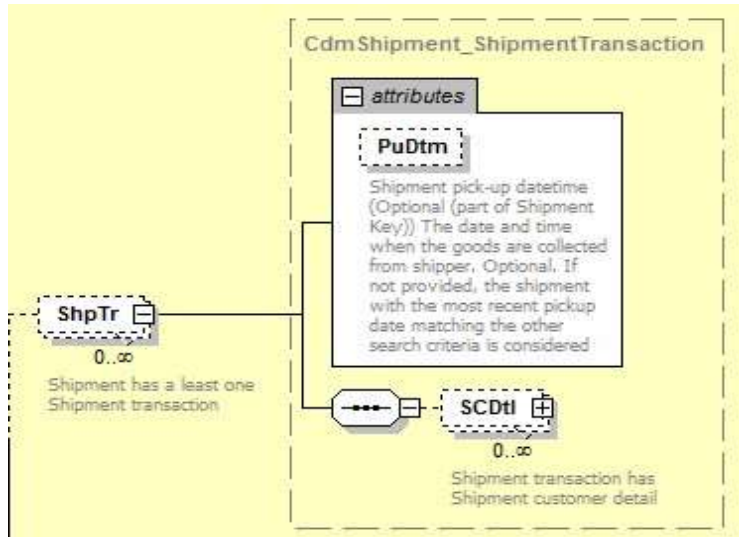 CdmShipment_ShipmentTransaction
attributes
PuDtm
Shipment pick-up datetime
(Optional (part of Shipment
Key)) The date and time
when the goods are collected
from shipper. Optional. If
not provided, the shipment
with the most recent pickup
date matching the other
search criteria is considered
ShpTr
0..∞
Shipment has a least one
Shipment transaction
SCDtl
0..∞
Shipment transaction has
Shipment customer detail